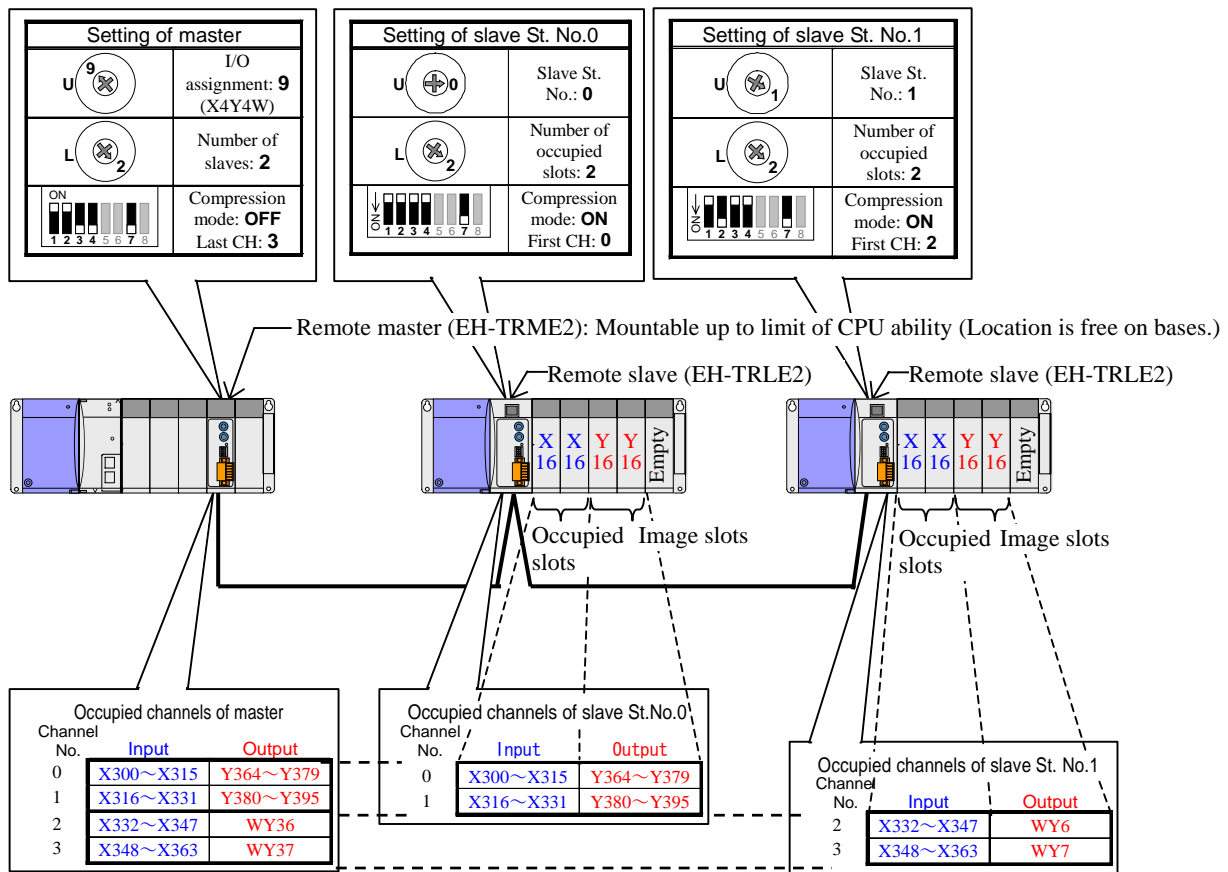 Setting of master
U
9
I/O
assignment: 9
(X4Y4W)
L
2
Number of
slaves: 2
ON
1 2 3 4 5 6 7 8
Compression
mode: OFF
Last CH: 3
Setting of slave St. No.0
U
0
Slave St.
No.: 0
L
2
Number of
occupied
slots: 2
ON
1 2 3 4 5 6 7 8
Compression
mode: ON
First CH: 0
Setting of slave St. No.1
U
1
Slave St.
No.: 1
L
2
Number of
occupied
slots: 2
ON
1 2 3 4 5 6 7 8
Compression
mode: ON
First CH: 2
Remote master (EH-TRME2): Mountable up to limit of CPU ability (Location is free on bases.)
Remote slave (EH-TRLE2)
Remote slave (EH-TRLE2)
X X Y Y
16 16 16 16
Empty
X X Y Y
16 16 16 16
Empty
Occupied Image slots
slots
Occupied Image slots
slots
Occupied channels of master
Channel
No. Input Output
0 X300~X315 Y364~Y379
1 X316~X331 Y380~Y395
2 X332~X347 WY36
3 X348~X363 WY37
Occupied channels of slave St.No.0
Channel
No. Input Output
0 X300~X315 Y364~Y379
1 X316~X331 Y380~Y395
Occupied channels of slave St. No.1
Channel
No. Input Output
2 X332~X347 WY6
3 X348~X363 WY7